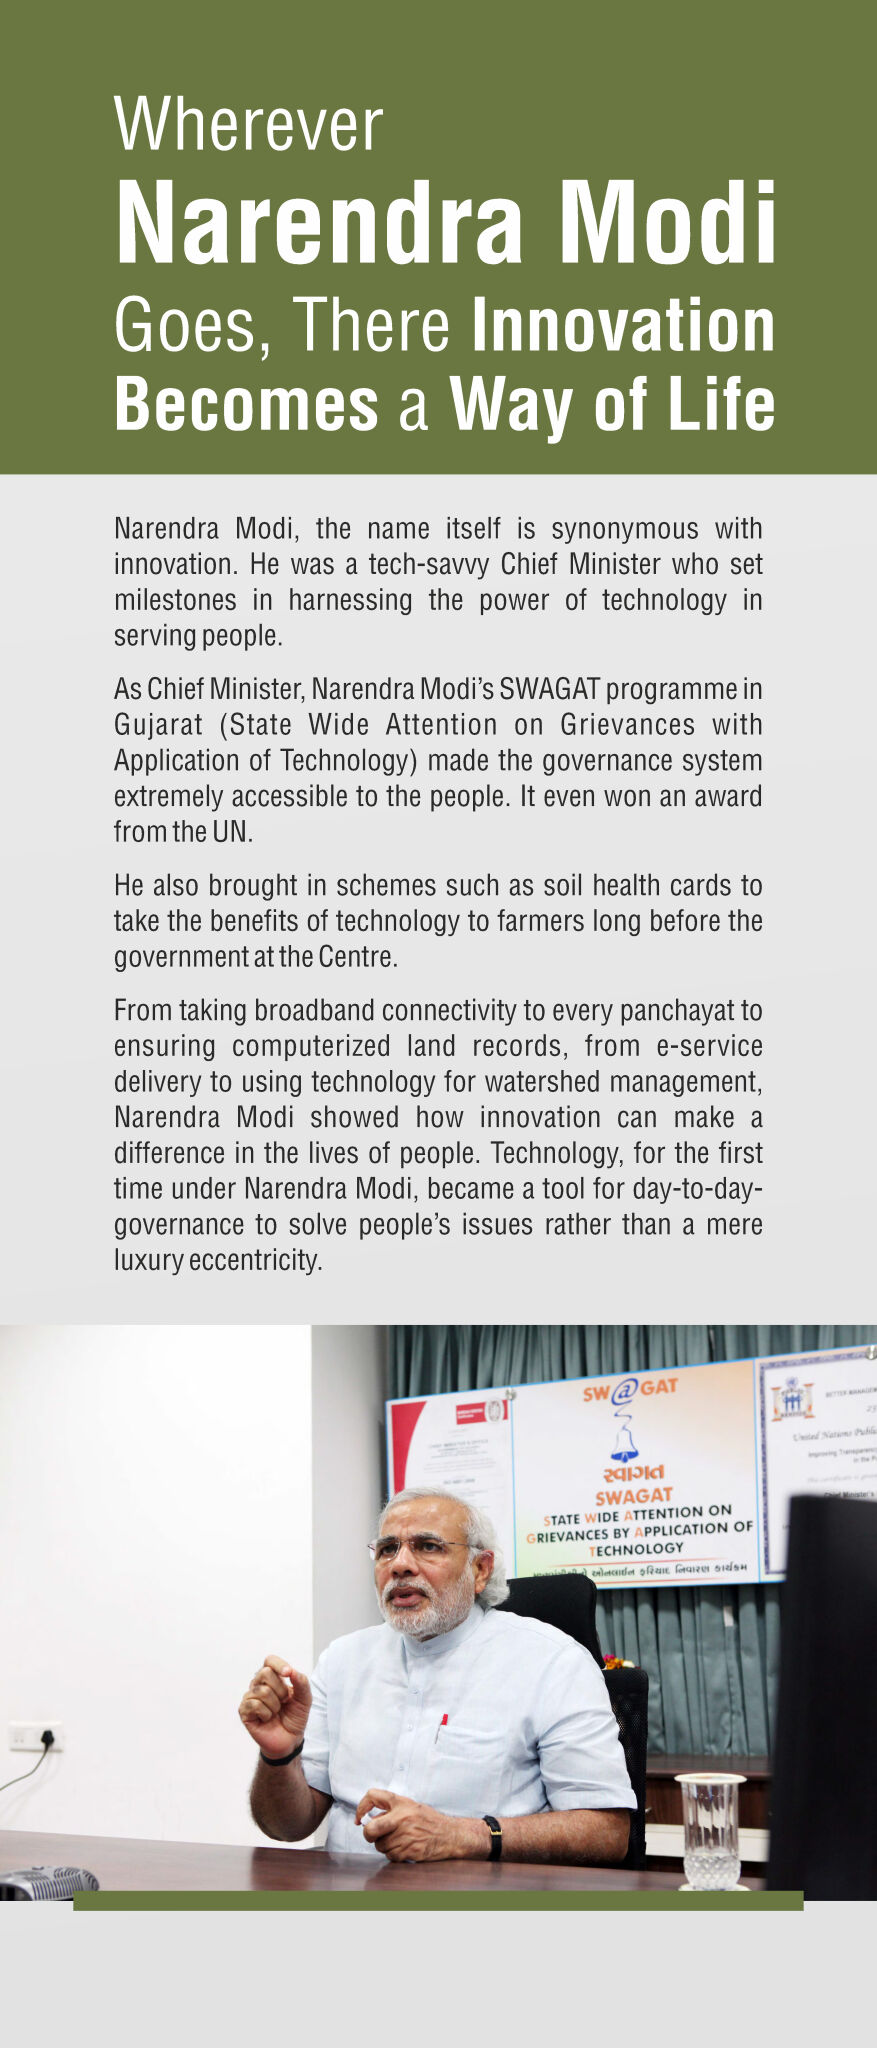 Wherever
Narendra Modi
Goes, There Innovation
Becomes a Way of Life
Narendra Modi, the name itself is synonymous with
innovation. He was a tech-savvy Chief Minister who set
milestones in harnessing the power of technology in
serving people.
As Chief Minister, Narendra Modi’s SWAGAT programme in
Gujarat (State Wide Attention on Grievances with
Application of Technology) made the governance system
extremely accessible to the people. It even won an award
from the UN.
He also brought in schemes such as soil health cards to
take the benefits of technology to farmers long before the
government at the Centre.
From taking broadband connectivity to every panchayat to
ensuring computerized land records, from e-service
delivery to using technology for watershed management,
Narendra Modi showed how innovation can make a
difference in the lives of people. Technology, for the first
time under Narendra Modi, became a tool for day-to-day-
governance to solve people’s issues rather than a mere
luxury eccentricity.
SW@GAT
સ્વાગત
SWAGAT
STATE WIDE ATTENTION ON
GRIEVANCES BY APPLICATION OF
TECHNOLOGY
ઓનલાઈન ફરિયાદ નિવારણ કાર્યક્રમ
United Nations